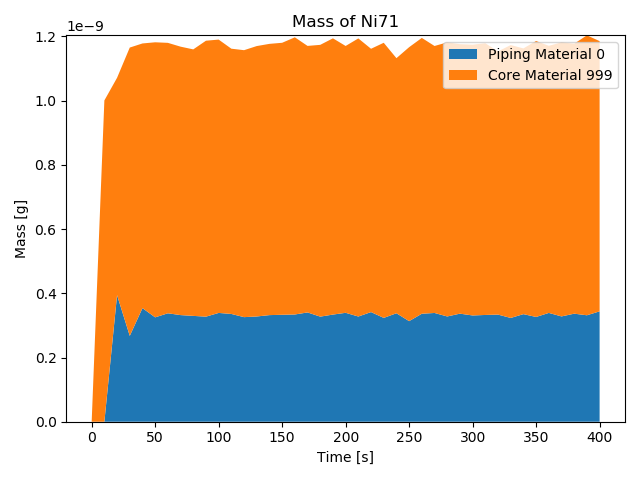 Mass of Ni71
1e−9
1.2
1.0
0.8
0.6
0.4
0.2
0.0
Mass [g]
Piping Material 0
Core Material 999
0 50 100 150 200 250 300 350 400
Time [s]